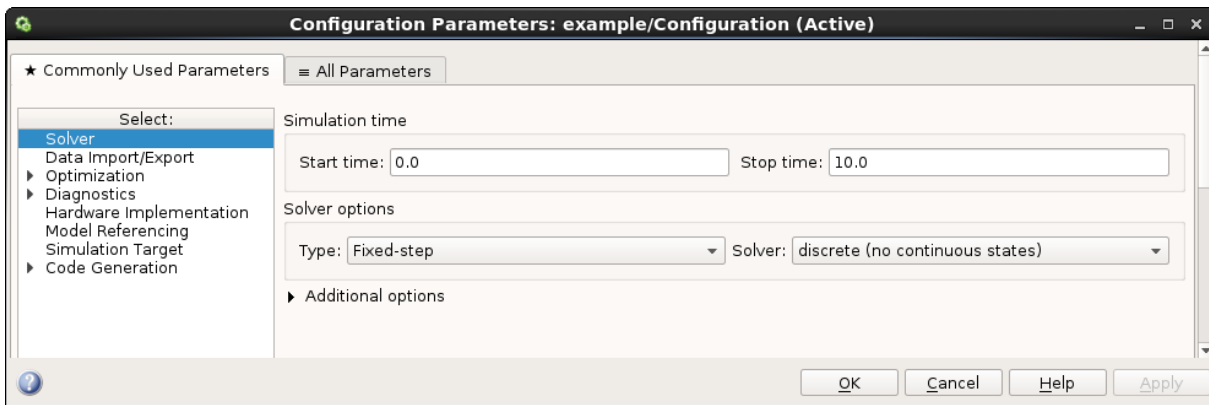 Configuration Parameters: example/Configuration (Active)
★ Commonly Used Parameters
≡ All Parameters
Select:
Solver
Data Import/Export
Optimization
Diagnostics
Hardware Implementation
Model Referencing
Simulation Target
Code Generation
Simulation time
Start time: 0.0 Stop time: 10.0
Solver options
Type: Fixed-step Solver: discrete (no continuous states)
Additional options
OK Cancel Help Apply